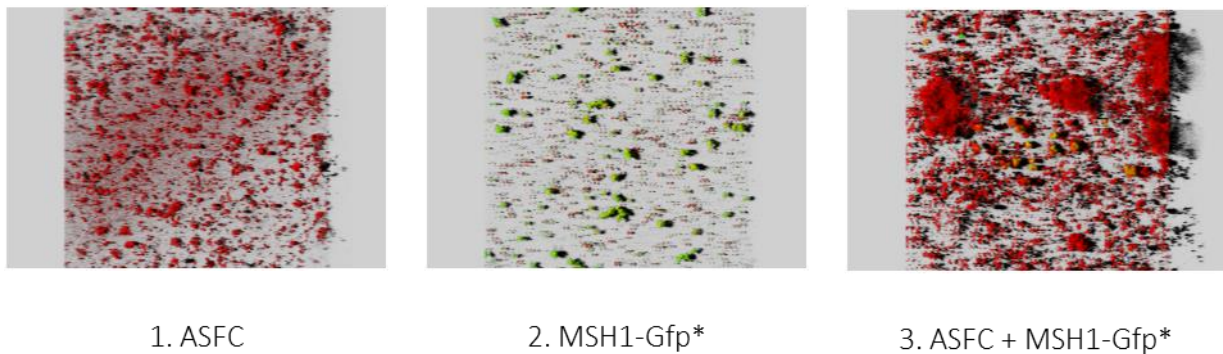 1. ASFC
2. MSH1-Gfp*
3. ASFC + MSH1-Gfp*